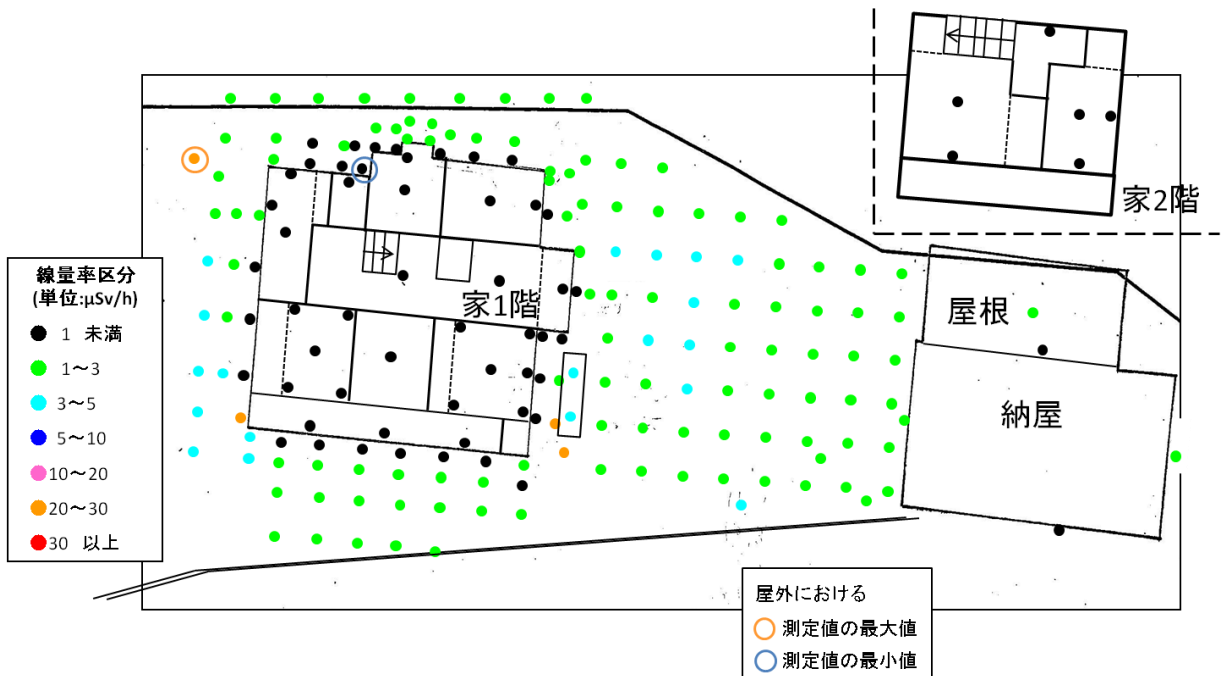 家2階
線量率区分
(単位:μSv/h)
1 未満
1～3
3～5
5～10
10～20
20～30
30 以上
家1階
屋根
納屋
屋外における
測定値の最大値
測定値の最小値